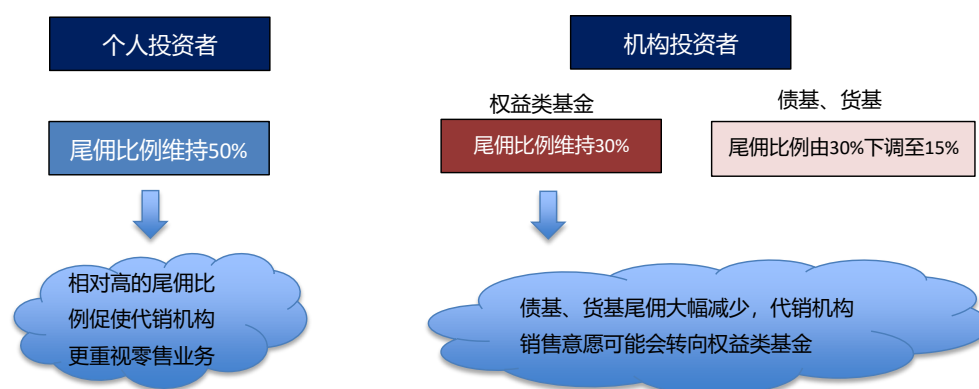 个人投资者
机构投资者
权益类基金
债基、货基
尾佣比例维持50%
尾佣比例维持30%
尾佣比例由30%下调至15%
相对高的尾佣比
例促使代销机构
更重视零售业务
债基、货基尾佣大幅减少，代销机构
销售意愿可能会转向权益类基金